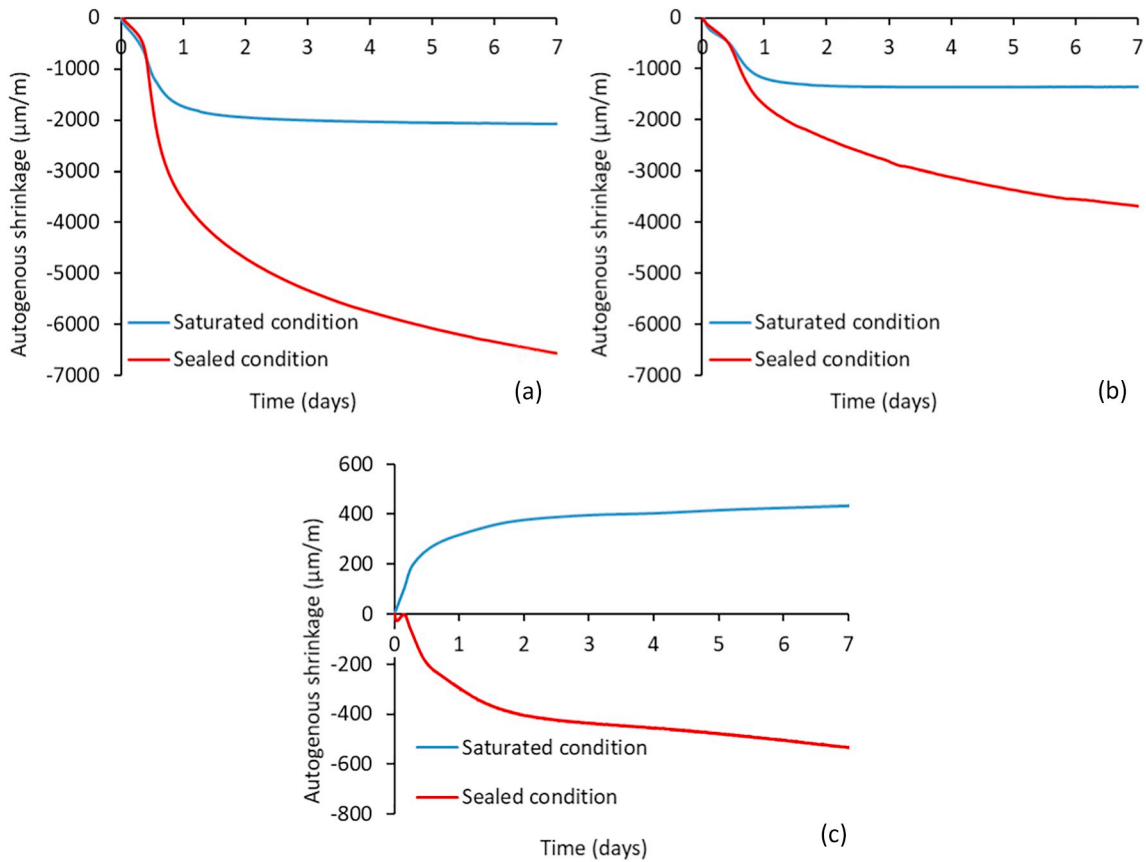 0
-1000
-2000
-3000
-4000
-5000
-6000
-7000
0 1 2 3 4 5 6 7
Autogenous shrinkage (µm/m)
Saturated condition
Sealed condition
Time (days)
(a)
0
-1000
-2000
-3000
-4000
-5000
-6000
-7000
0 1 2 3 4 5 6 7
Autogenous shrinkage (µm/m)
Saturated condition
Sealed condition
Time (days)
(b)
600
400
200
0
-200
-400
-600
-800
0 1 2 3 4 5 6 7
Autogenous shrinkage (µm/m)
Saturated condition
Sealed condition
Time (days)
(c)